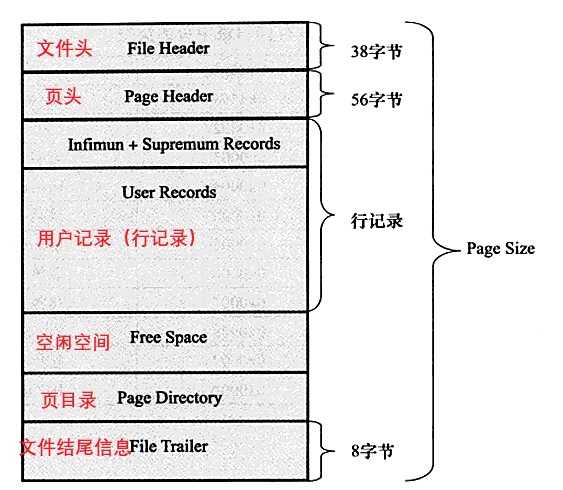 文件头 File Header 38字节
页头 Page Header 56字节
Infimun + Supremum Records
User Records
用户记录（行记录） 行记录
Page Size
空闲空间 Free Space
页目录 Page Directory
文件结尾信息 File Trailer 8字节